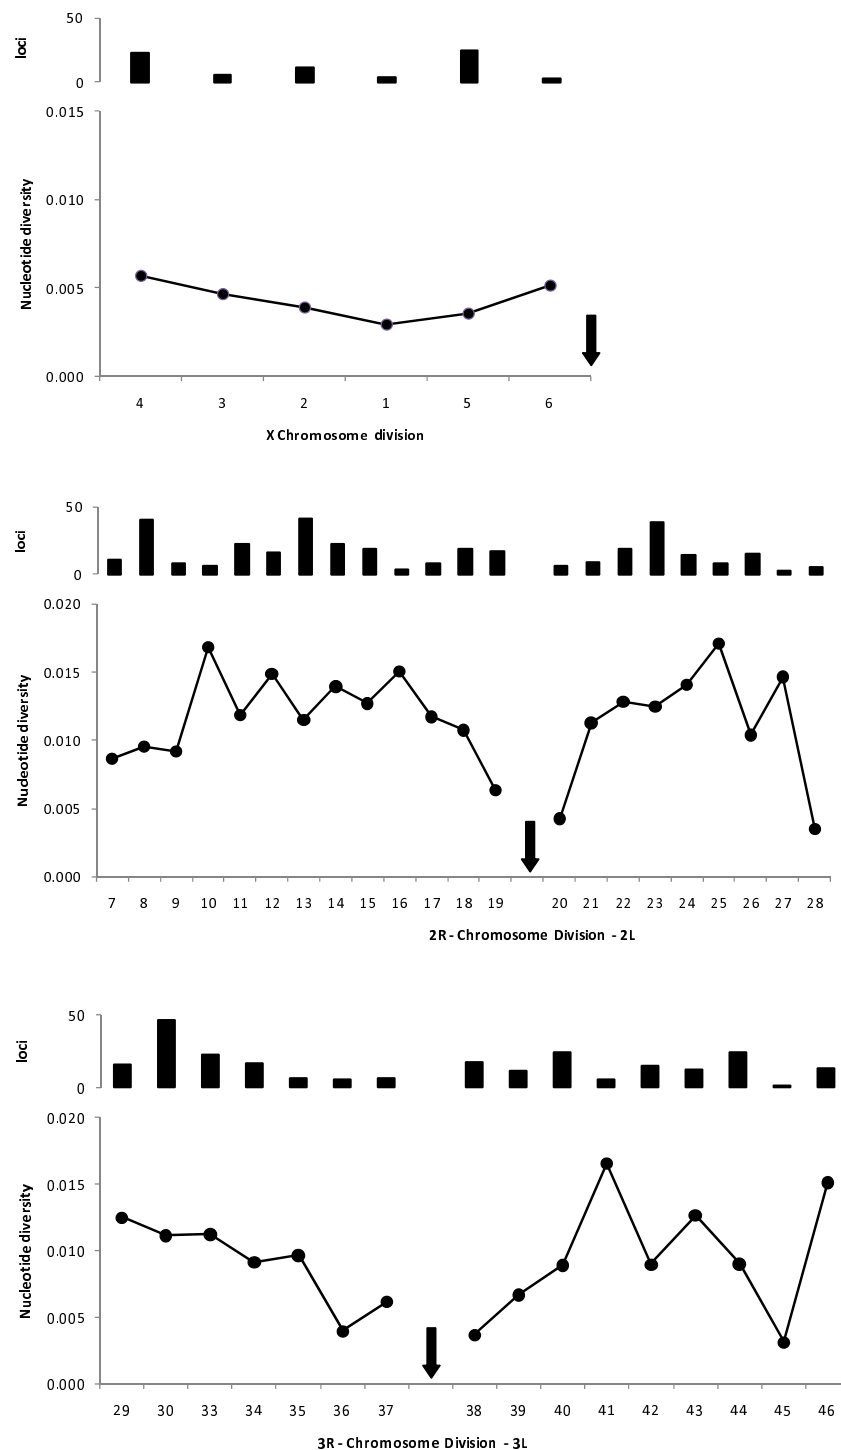 50
loci
0
0.015
0.010
Nucleotide diversity
0.005
0.000
4 3 2 1 5 6
X Chromosome division
50
loci
0
0.020
0.015
Nucleotide diversity
0.010
0.005
0.000
7 8 9 10 11 12 13 14 15 16 17 18 19 20 21 22 23 24 25 26 27 28
2R - Chromosome Division - 2L
50
loci
0
0.020
0.015
Nucleotide diversity
0.010
0.005
0.000
29 30 33 34 35 36 37 38 39 40 41 42 43 44 45 46
3R - Chromosome Division - 3L